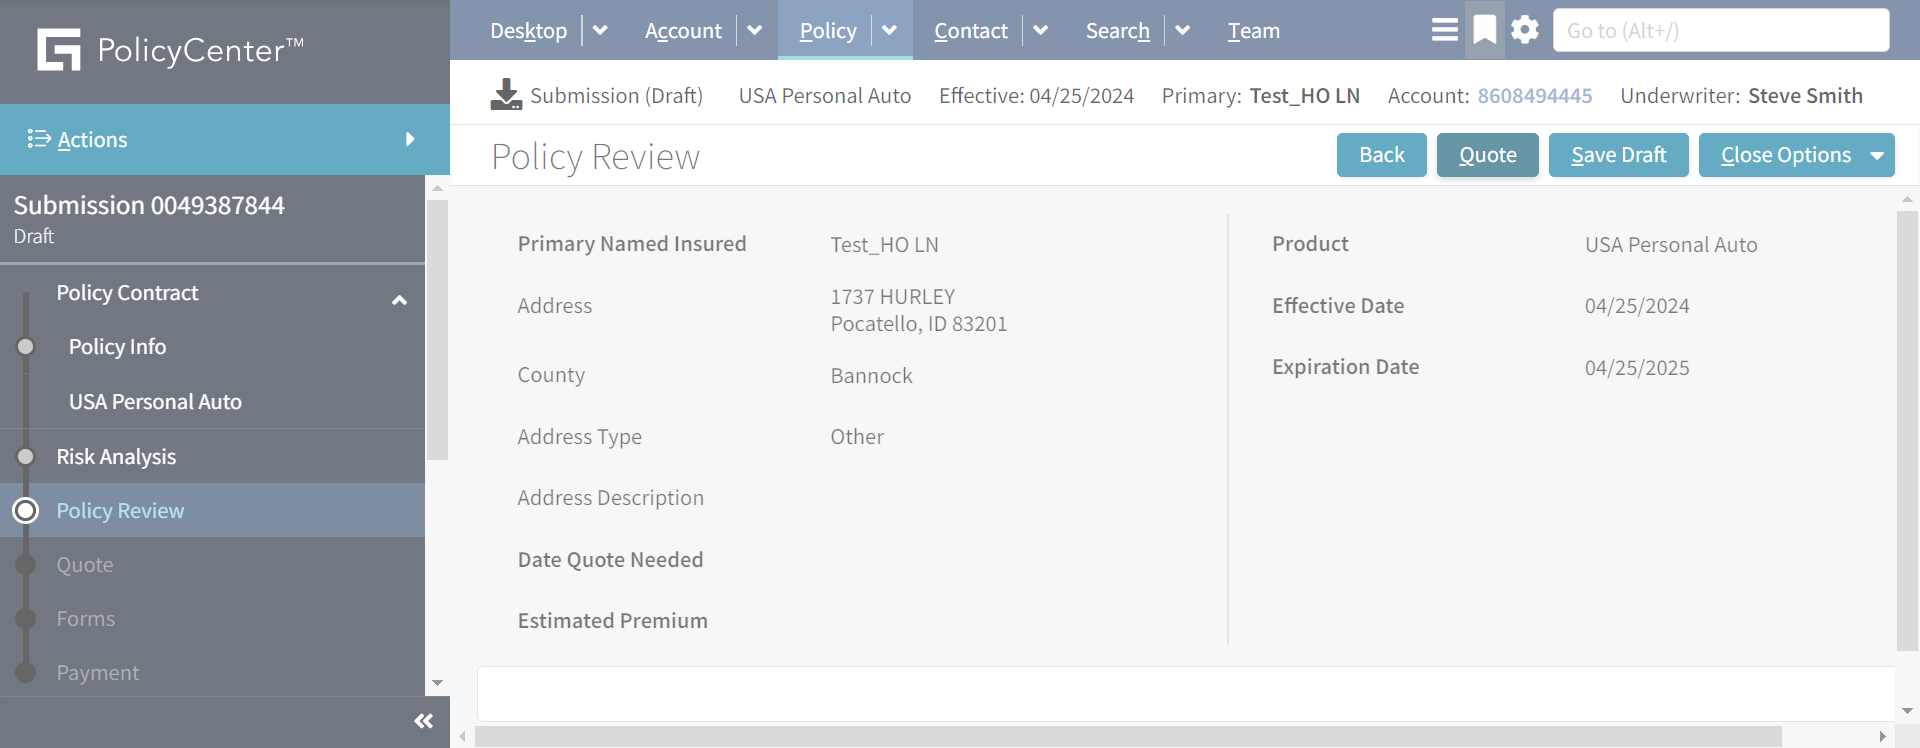 PolicyCenter™
Desktop
Account
Policy
Contact
Search
Team
Go to (Alt+/)
Submission (Draft) USA Personal Auto Effective: 04/25/2024 Primary: Test_HO LN Account: 8608494445 Underwriter: Steve Smith
Actions
Policy Review
Back
Quote
Save Draft
Close Options
Submission 0049387844
Draft
Policy Contract
Policy Info
USA Personal Auto
Risk Analysis
Policy Review
Quote
Forms
Payment
Primary Named Insured Test_HO LN
Address 1737 HURLEY
Pocatello, ID 83201
County Bannock
Address Type Other
Address Description
Date Quote Needed
Estimated Premium
Product USA Personal Auto
Effective Date 04/25/2024
Expiration Date 04/25/2025